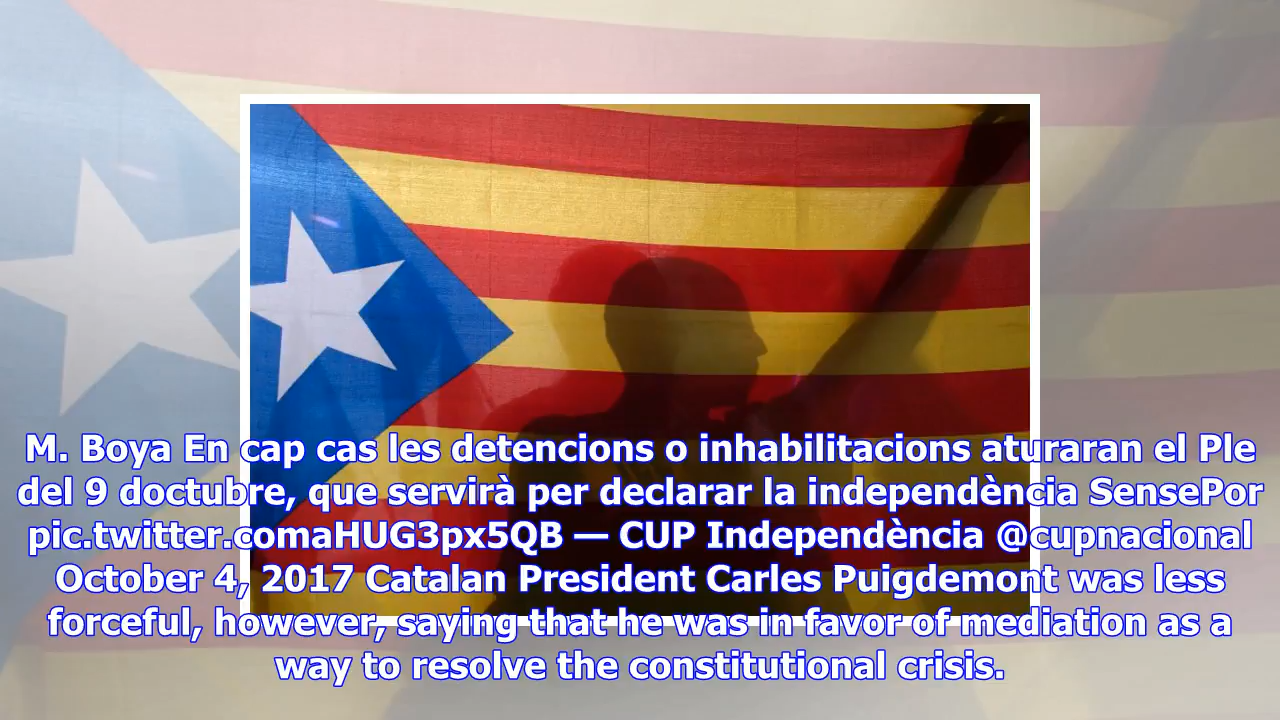 M. Boya En cap cas les detencions o inhabilitacions aturaran el Ple
del 9 doctubre, que servirà per declarar la independència SensePor
pic.twitter.comaHUG3px5QB — CUP Independència @cupnacional
October 4, 2017 Catalan President Carles Puigdemont was less
forceful, however, saying that he was in favor of mediation as a
way to resolve the constitutional crisis.